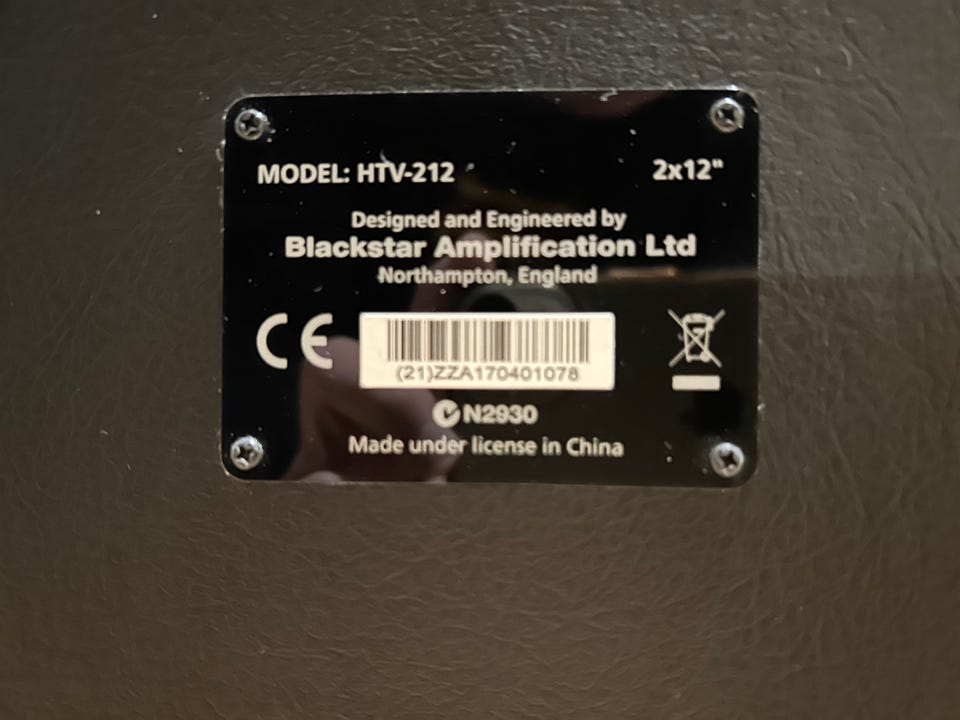 MODEL: HTV-212 2x12"
Designed and Engineered by
Blackstar Amplification Ltd
Northampton, England
CE
(21)ZZA170401078
N2930
Made under license in China